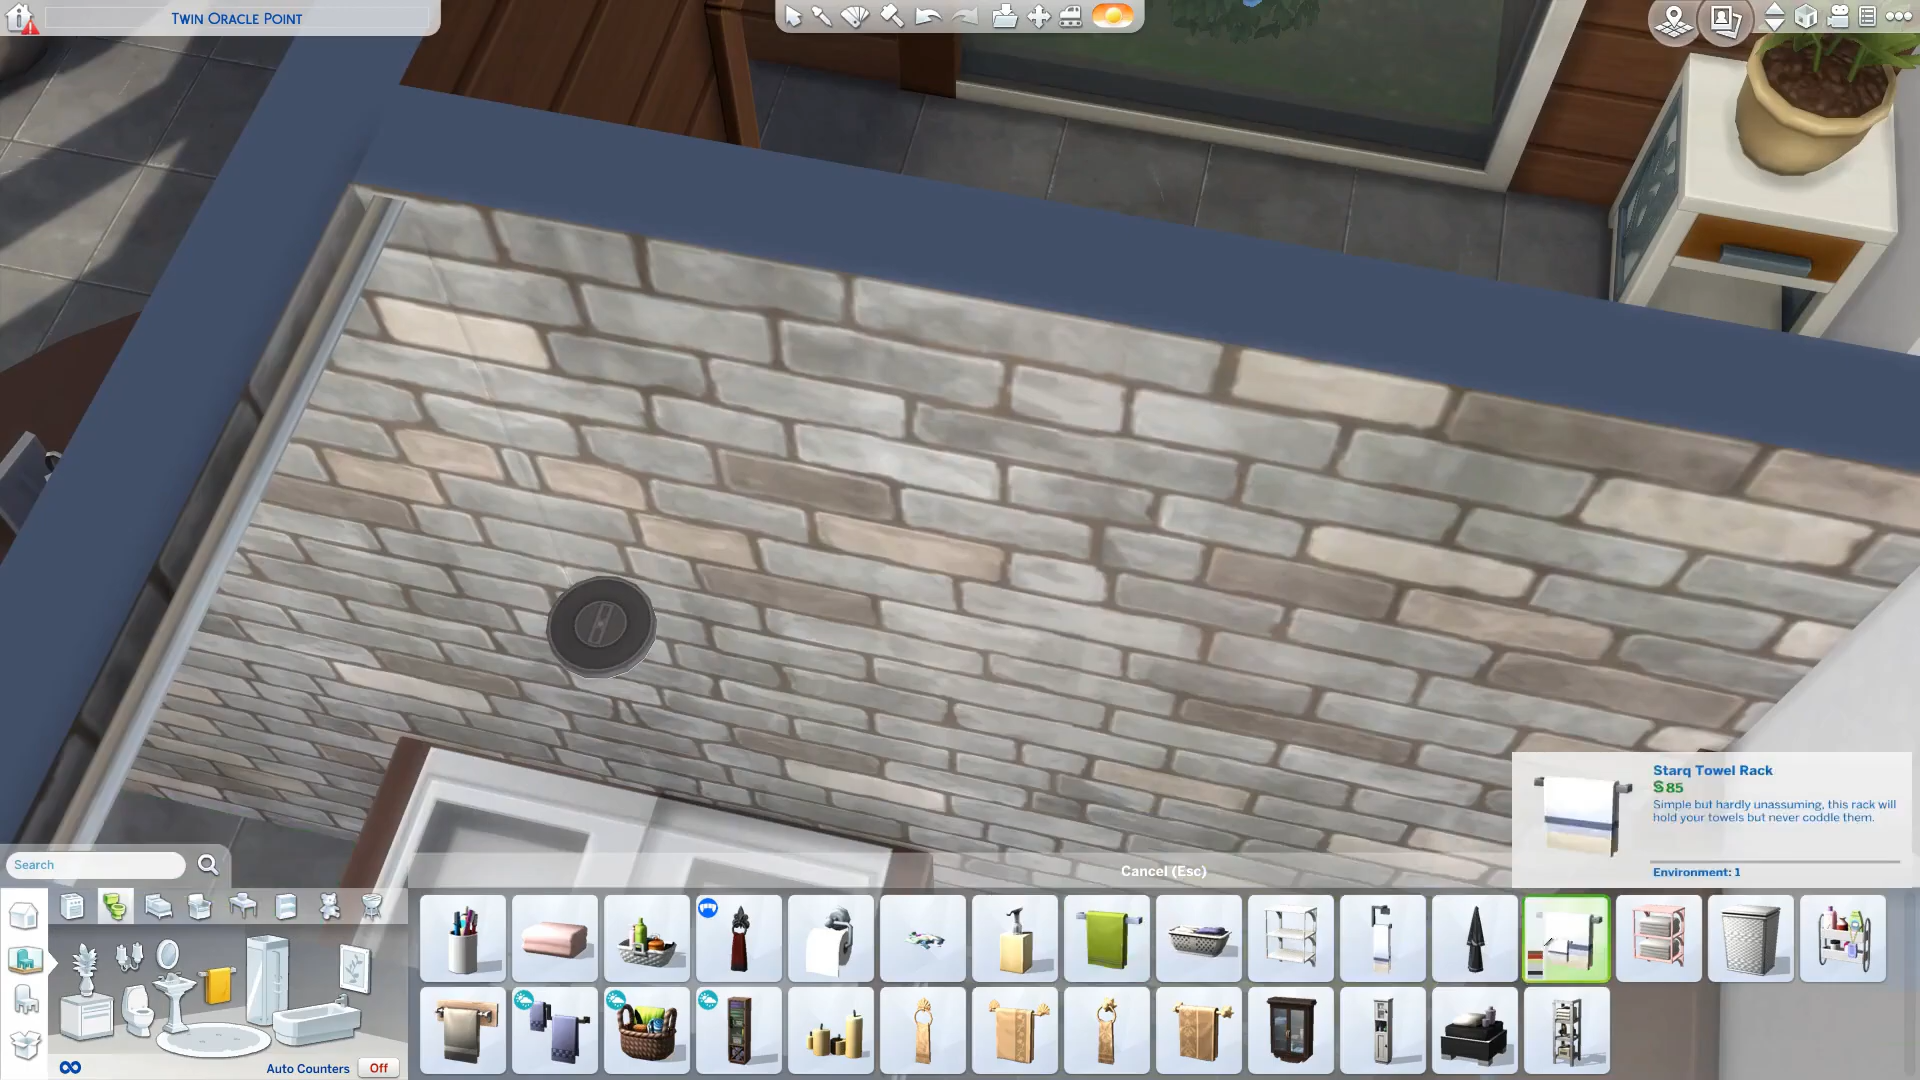 Twin Oracle Point
Starq Towel Rack
§85
Simple but hardly unassuming, this rack will
hold your towels but never coddle them.
Environment: 1
Search
Cancel (Esc)
Auto Counters
Off